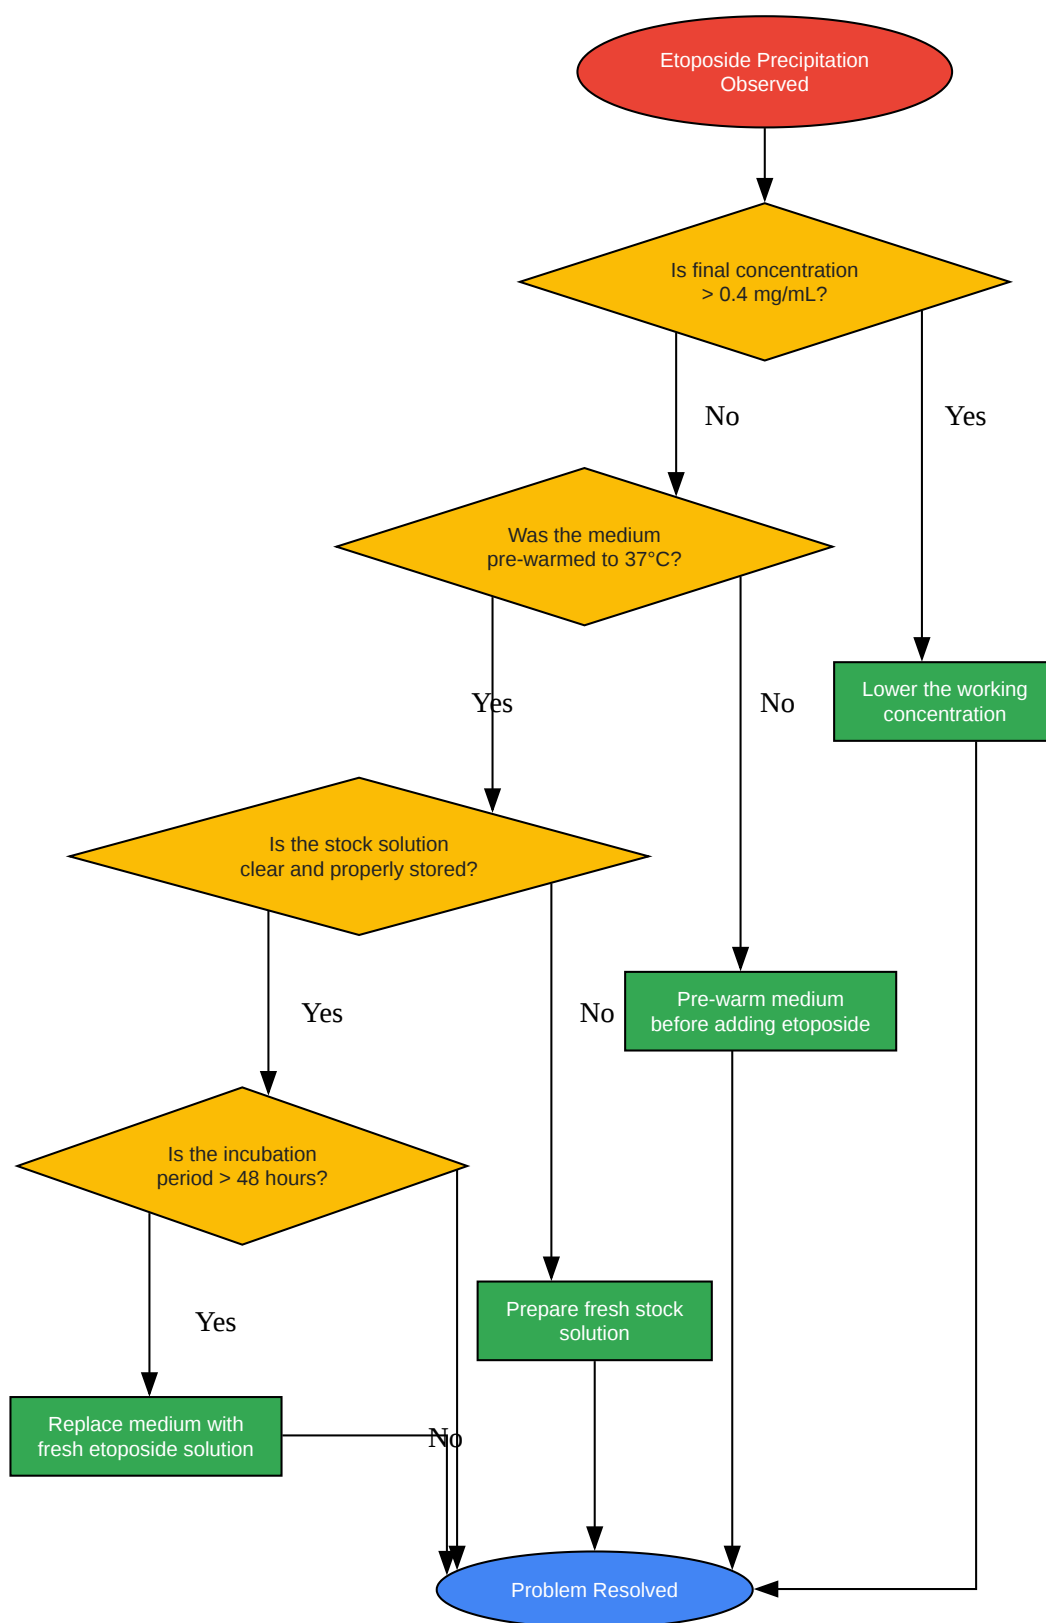 Etoposide Precipitation
Observed
Is final concentration
> 0.4 mg/mL?
No
Yes
Was the medium
pre-warmed to 37°C?
Yes
No
Lower the working
concentration
Is the stock solution
clear and properly stored?
Yes
No
Pre-warm medium
before adding etoposide
Is the incubation
period > 48 hours?
Yes
Prepare fresh stock
solution
Replace medium with
fresh etoposide solution
No
Problem Resolved